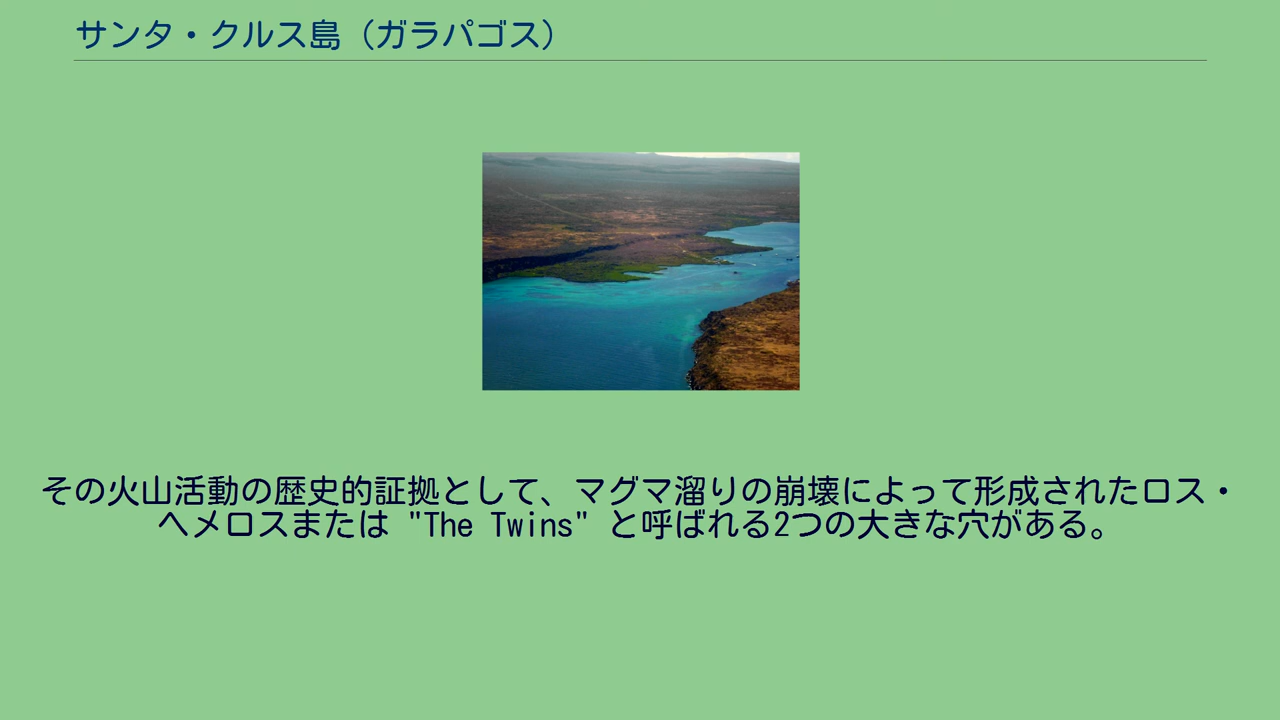 サンタ・クルス島（ガラパゴス）
その火山活動の歴史的証拠として、マグマ溜りの崩壊によって形成されたロス・
ヘメロスまたは "The Twins" と呼ばれる2つの大きな穴がある。